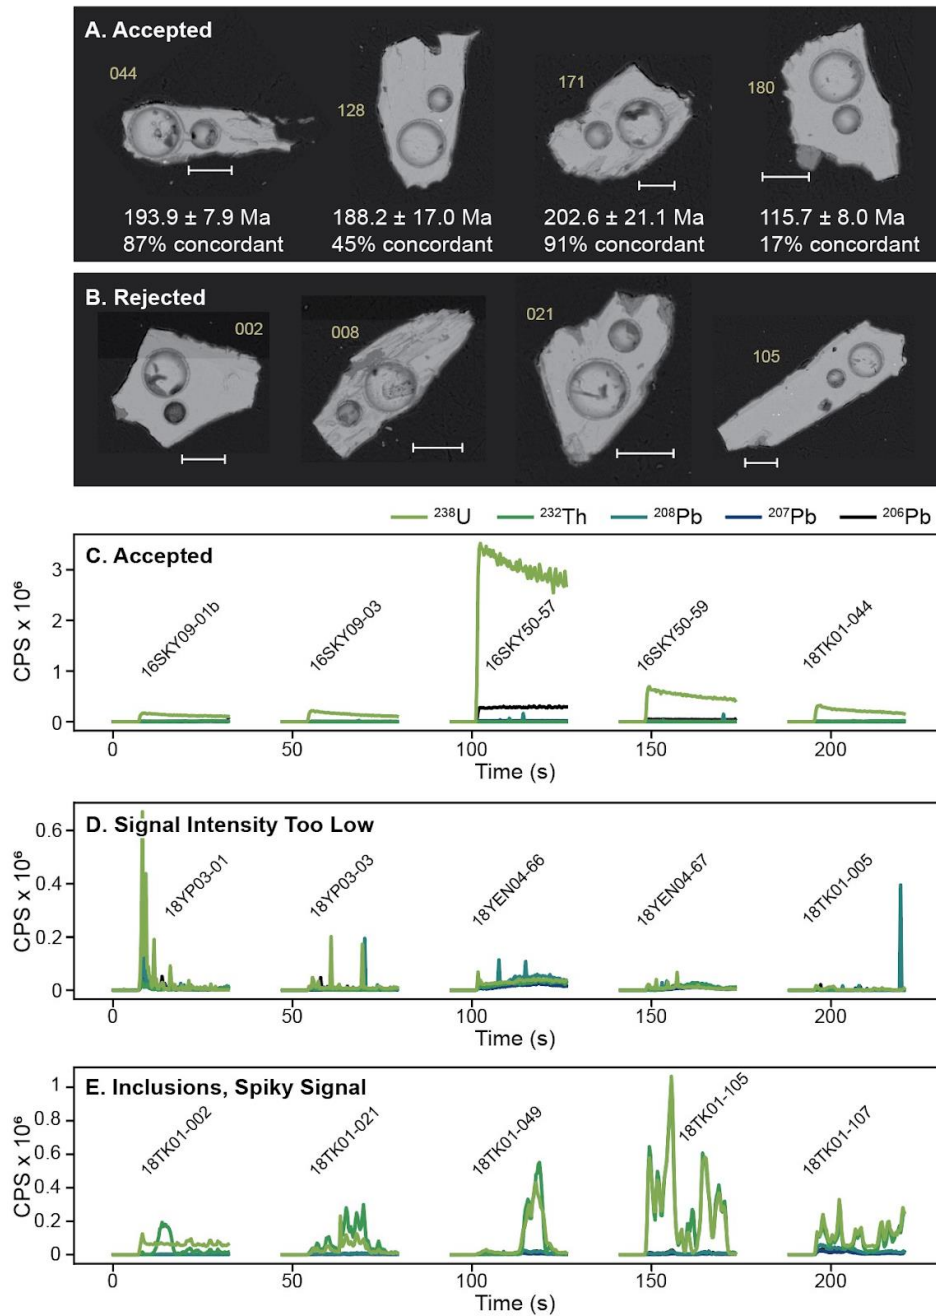 A. Accepted
044
128
171
180
193.9 ± 7.9 Ma
87% concordant
188.2 ± 17.0 Ma
45% concordant
202.6 ± 21.1 Ma
91% concordant
115.7 ± 8.0 Ma
17% concordant
B. Rejected
002
008
021
105
²³⁸U ²³²Th ²⁰⁸Pb ²⁰⁷Pb ²⁰⁶Pb
C. Accepted
CPS x 10⁶
3
2
1
0
16SKY09-01b
16SKY09-03
16SKY50-57
16SKY50-59
18TK01-044
0 50 100 150 200
Time (s)
D. Signal Intensity Too Low
CPS x 10⁶
0.6
0.4
0.2
0
18YP03-01
18YP03-03
18YEN04-66
18YEN04-67
18TK01-005
0 50 100 150 200
Time (s)
E. Inclusions, Spiky Signal
CPS x 10⁶
1
0.8
0.6
0.4
0.2
0
18TK01-002
18TK01-021
18TK01-049
18TK01-105
18TK01-107
0 50 100 150 200
Time (s)